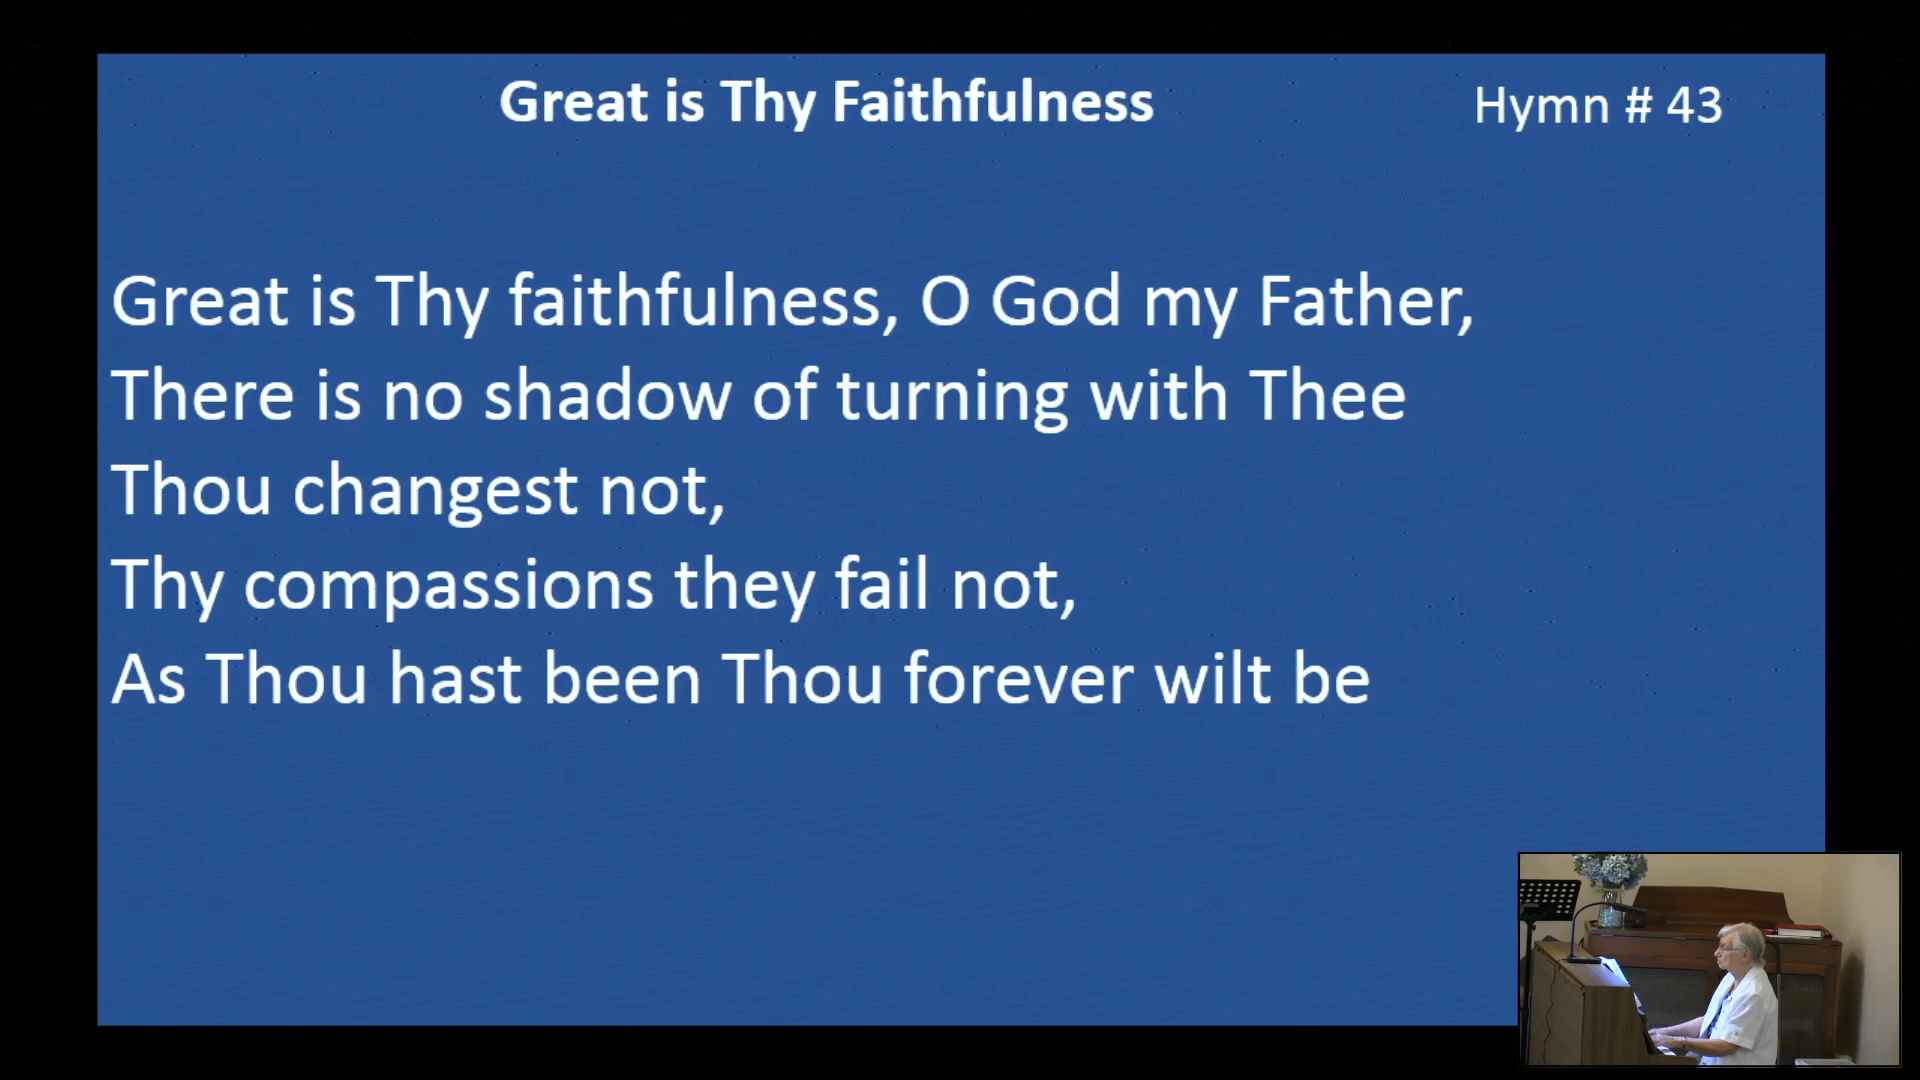 Great is Thy Faithfulness
Hymn # 43
Great is Thy faithfulness, O God my Father,
There is no shadow of turning with Thee
Thou changest not,
Thy compassions they fail not,
As Thou hast been Thou forever wilt be